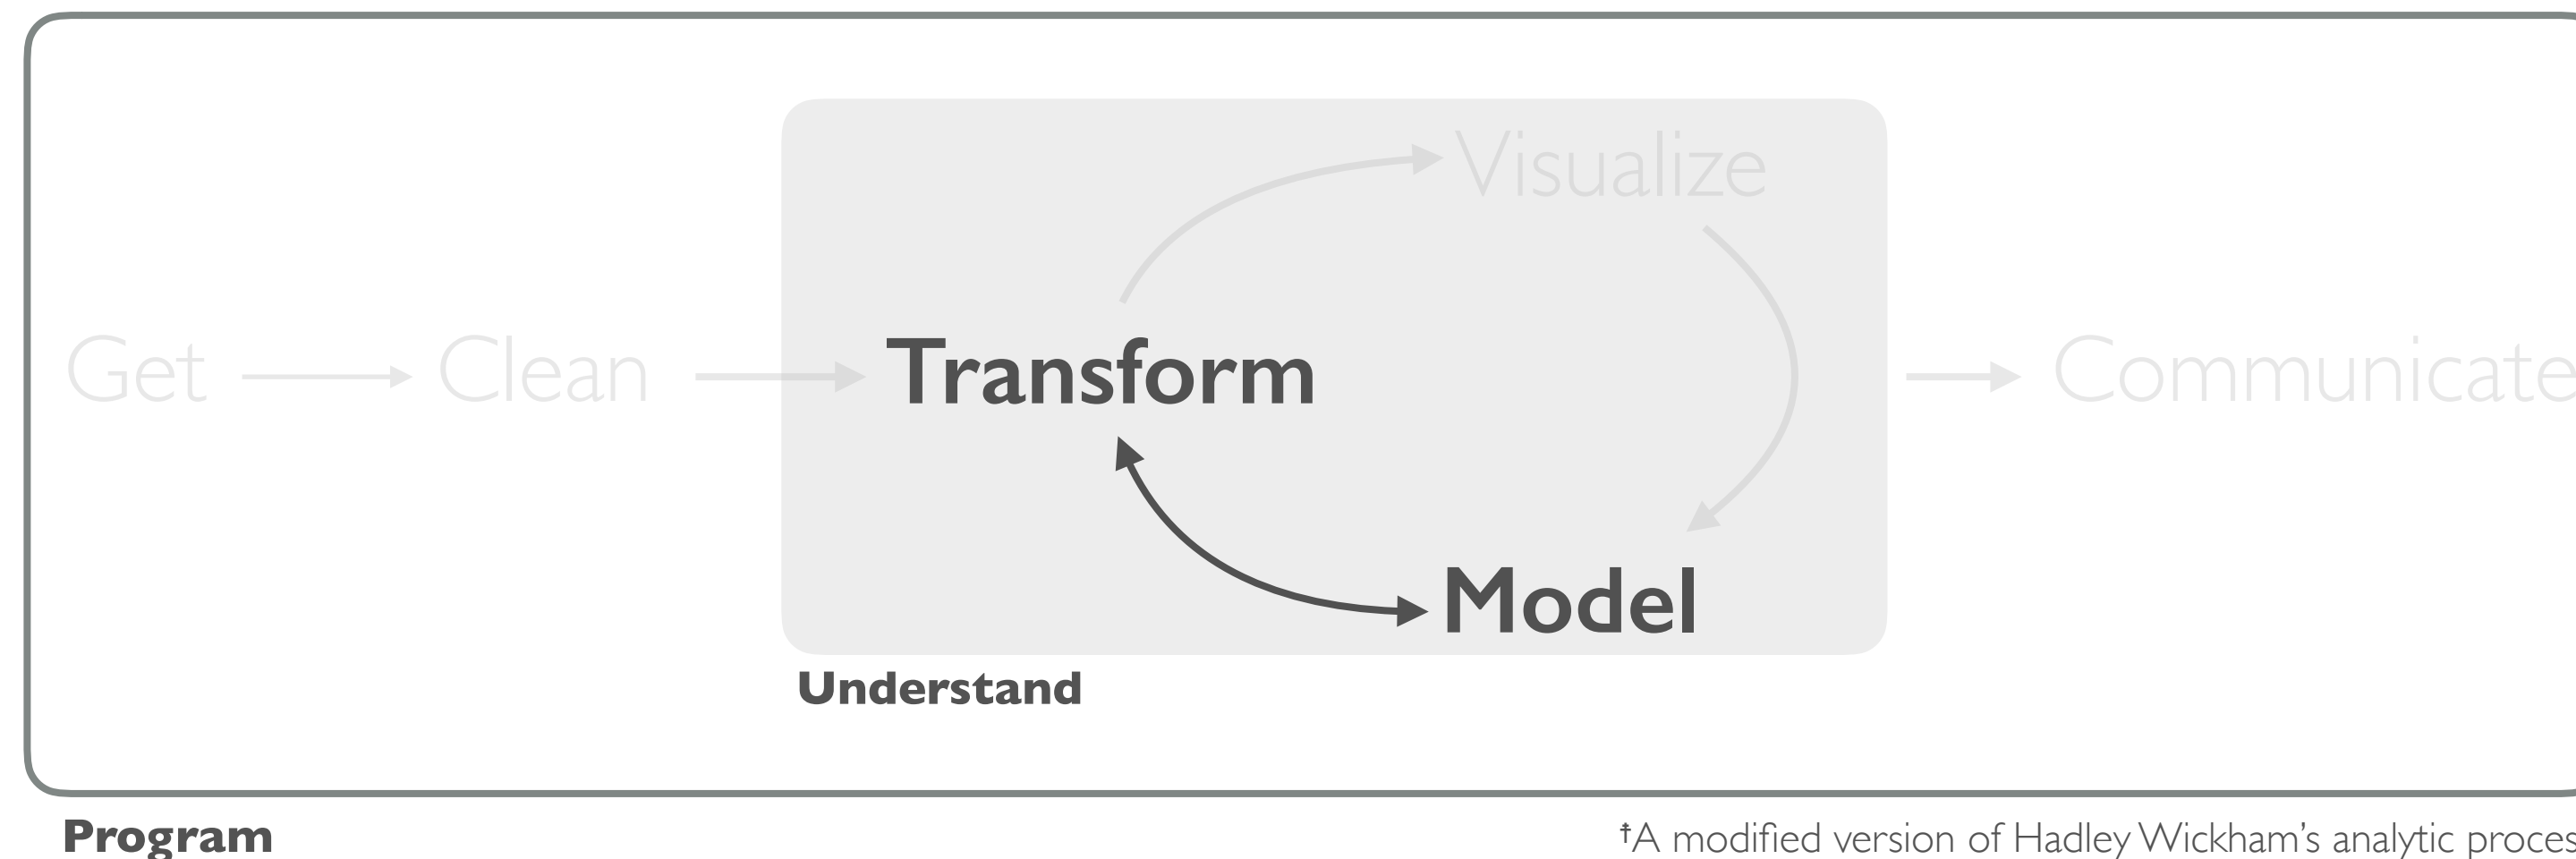 Visualize
Get
Clean
Transform
Communicate
Model
Understand
Program
†A modified version of Hadley Wickham’s analytic proces